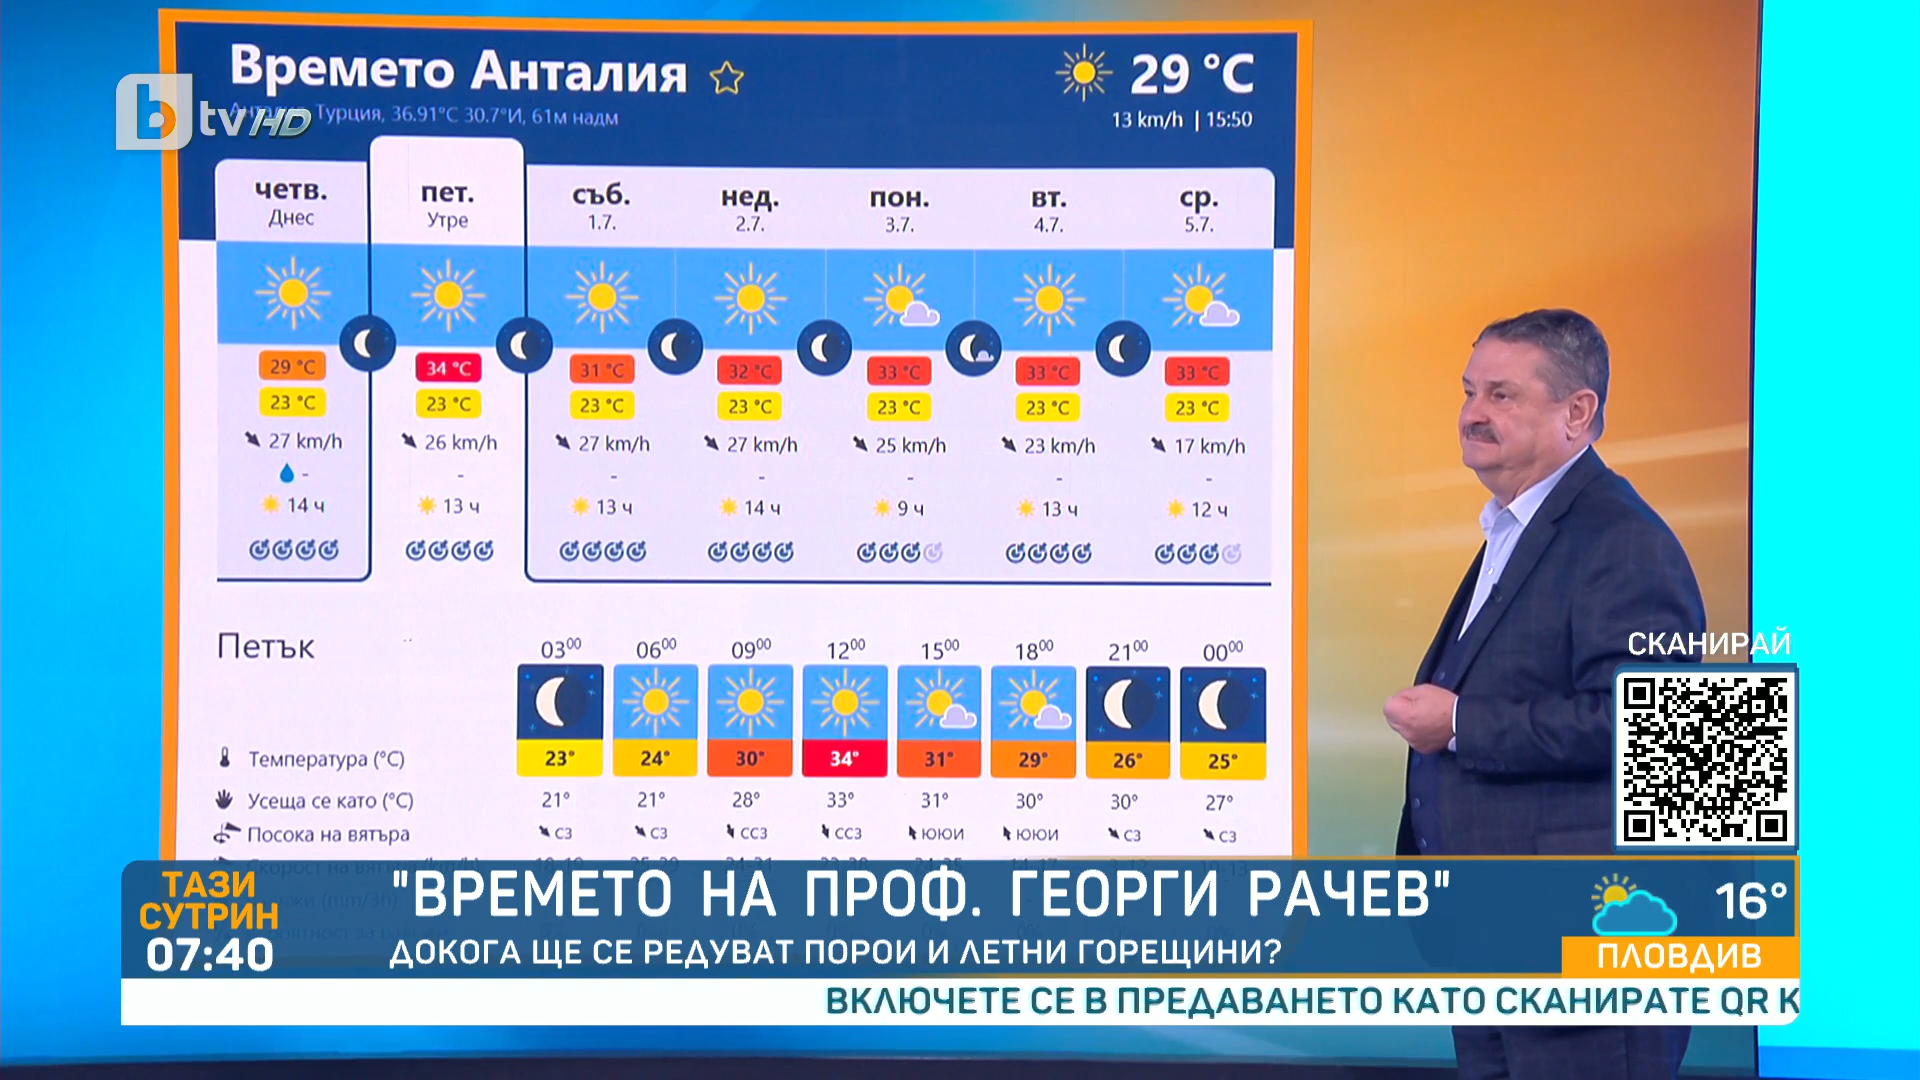 Времето Анталия
29 °C
Анталия, Турция, 36.91°С 30.7°И, 61м надм
13 km/h | 15:50
btv HD
четв. пет. съб. нед. пон. вт. ср.
Днес Утре 1.7. 2.7. 3.7. 4.7. 5.7.
29 °C 34 °C 31 °C 32 °C 33 °C 33 °C 33 °C
23 °C 23 °C 23 °C 23 °C 23 °C 23 °C 23 °C
27 km/h 26 km/h 27 km/h 27 km/h 25 km/h 23 km/h 17 km/h
- - - - - - -
14 ч 13 ч 13 ч 14 ч 9 ч 13 ч 12 ч
Петък 03⁰⁰ 06⁰⁰ 09⁰⁰ 12⁰⁰ 15⁰⁰ 18⁰⁰ 21⁰⁰ 00⁰⁰
Температура (°C) 23° 24° 30° 34° 31° 29° 26° 25°
Усеща се като (°C) 21° 21° 28° 33° 31° 30° 30° 27°
Посока на вятъра СЗ СЗ ССЗ ССЗ ЮЮИ ЮЮИ СЗ СЗ
СКАНИРАЙ
ТАЗИ СУТРИН
07:40
"ВРЕМЕТО НА ПРОФ. ГЕОРГИ РАЧЕВ"
ДОКОГА ЩЕ СЕ РЕДУВАТ ПОРОИ И ЛЕТНИ ГОРЕЩИНИ?
16°
ПЛОВДИВ
ВКЛЮЧЕТЕ СЕ В ПРЕДАВАНЕТО КАТО СКАНИРАТЕ QR К